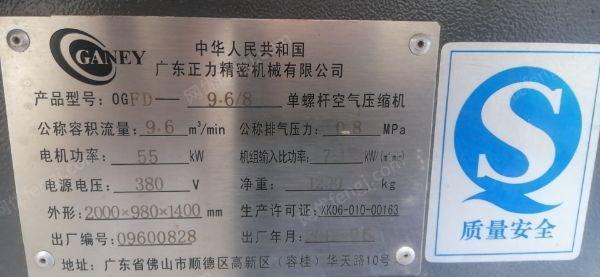 GANEY
中华人民共和国
广东正力精密机械有限公司
产品型号: OGFD— 9.6/8 单螺杆空气压缩机
公称容积流量: 9.6 m³/min 公称排气压力: 0.8 MPa
电机功率: 55 kW 机组输入比功率: kW/(m³/min)
电源电压: 380 V 净重: kg
外形: 2000×980×1400 mm 生产许可证: XK06-010-00163
出厂编号: 09600828 出厂年月:
地址: 广东省佛山市顺德区高新区（容桂）华天路10号
QS
质量安全